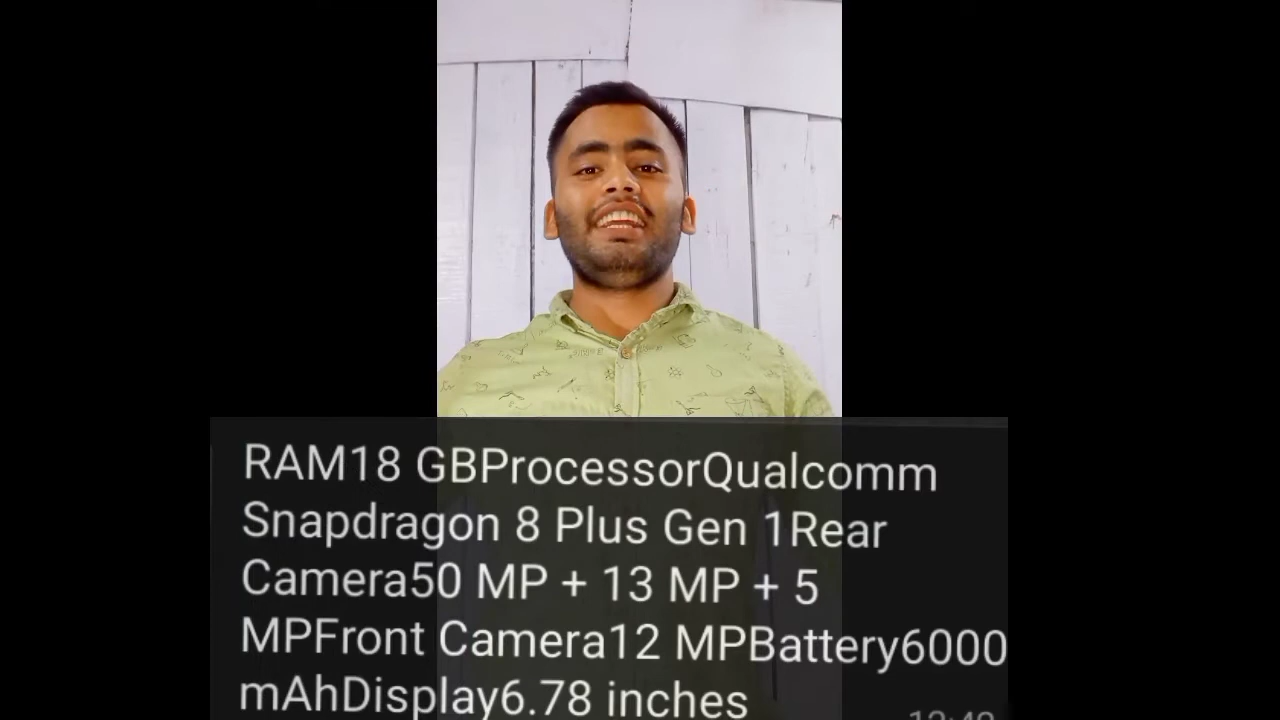 RAM18 GBProcessorQualcomm
Snapdragon 8 Plus Gen 1Rear
Camera50 MP + 13 MP + 5
MPFront Camera12 MPBattery6000
mAhDisplay6.78 inches